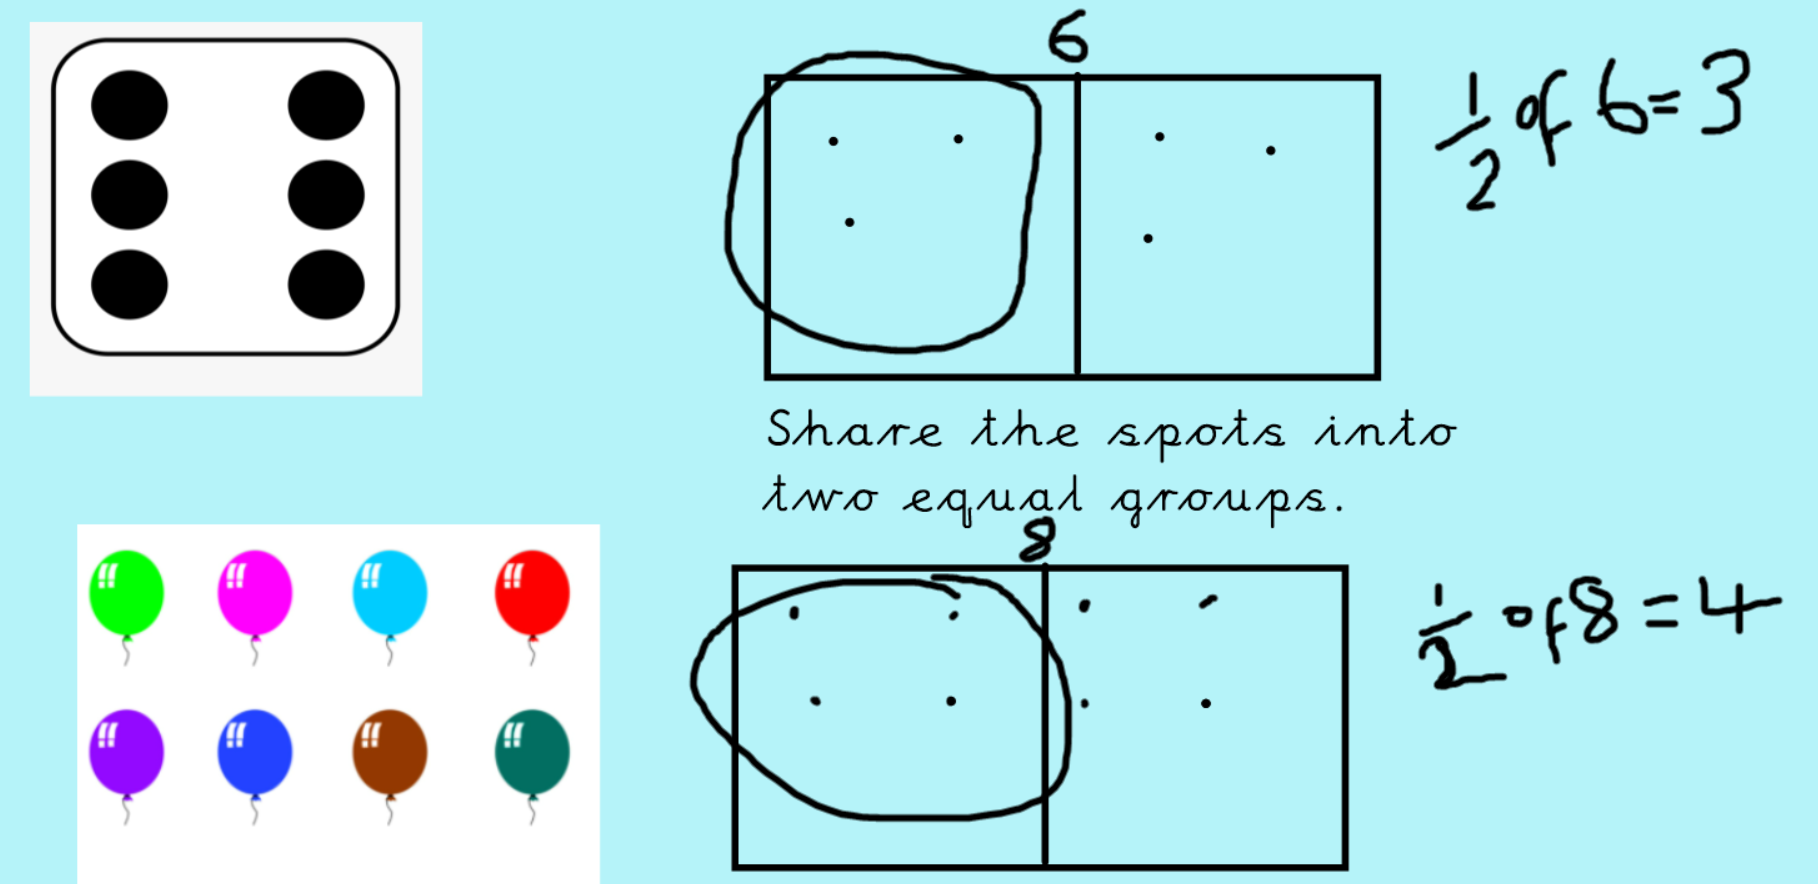 6
½ of 6 = 3
Share the spots into
two equal groups.
8
½ of 8 = 4